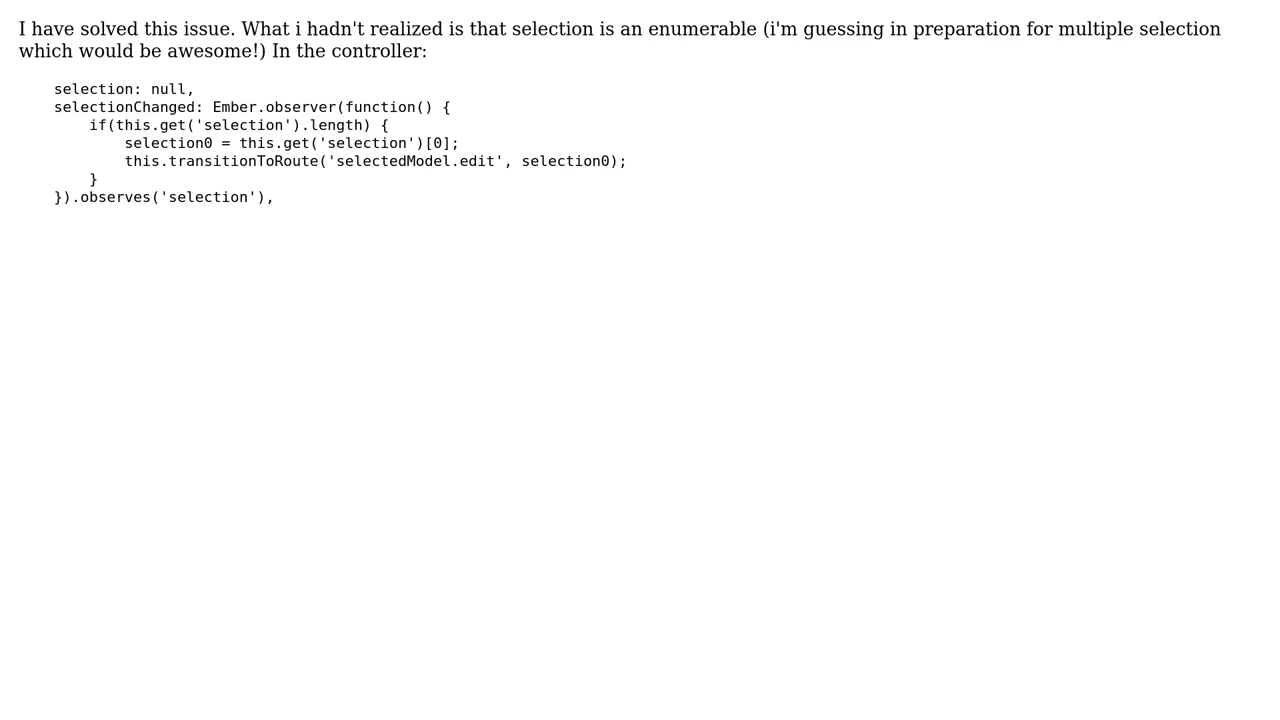 I have solved this issue. What i hadn't realized is that selection is an enumerable (i'm guessing in preparation for multiple selection
which would be awesome!) In the controller:
selection: null,
selectionChanged: Ember.observer(function() {
    if(this.get('selection').length) {
        selection0 = this.get('selection')[0];
        this.transitionToRoute('selectedModel.edit', selection0);
    }
}).observes('selection'),